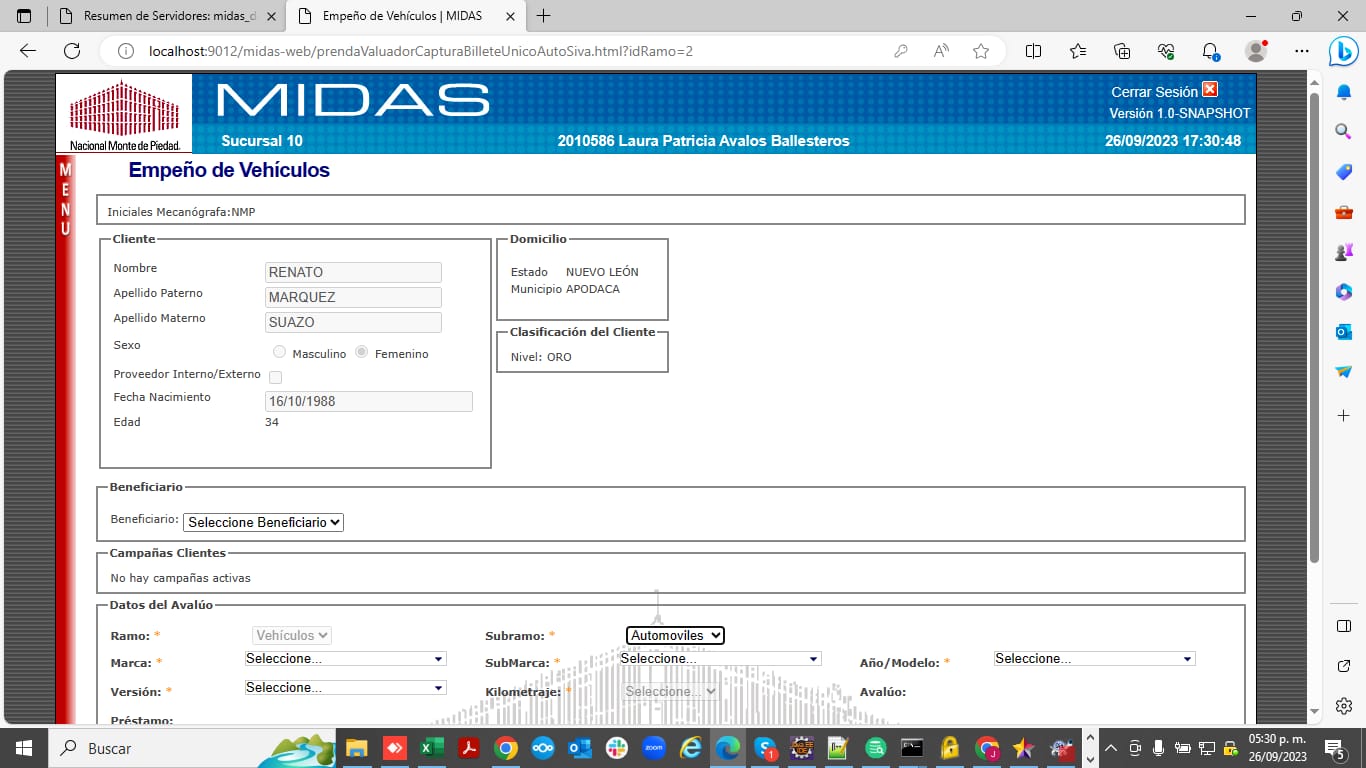 Resumen de Servidores: midas_d
Empeño de Vehículos | MIDAS
localhost:9012/midas-web/prendaValuadorCapturaBilleteUnicoAutoSiva.html?idRamo=2
Nacional Monte de Piedad.
MIDAS
Cerrar Sesión
Versión 1.0-SNAPSHOT
Sucursal 10 2010586 Laura Patricia Avalos Ballesteros 26/09/2023 17:30:48
MENU
Empeño de Vehículos
Iniciales Mecanógrafa:NMP
Cliente
Nombre RENATO
Apellido Paterno MARQUEZ
Apellido Materno SUAZO
Sexo Masculino Femenino
Proveedor Interno/Externo
Fecha Nacimiento 16/10/1988
Edad 34
Domicilio
Estado NUEVO LEÓN
Municipio APODACA
Clasificación del Cliente
Nivel: ORO
Beneficiario
Beneficiario: Seleccione Beneficiario
Campañas Clientes
No hay campañas activas
Datos del Avalúo
Ramo: * Vehículos Subramo: * Automoviles
Marca: * Seleccione... SubMarca: * Seleccione... Año/Modelo: * Seleccione...
Versión: * Seleccione... Kilometraje: * Seleccione... Avalúo:
Préstamo:
Buscar
zoom
1
05:30 p. m.
26/09/2023
5